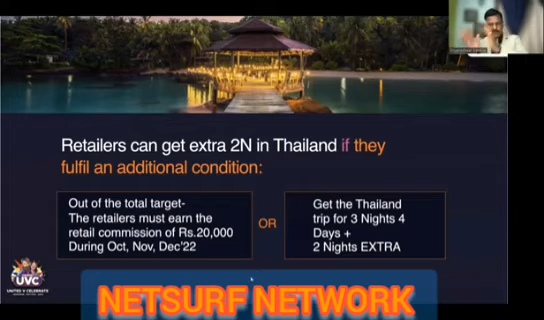 Retailers can get extra 2N in Thailand if they
fulfil an additional condition:
Out of the total target-
The retailers must earn the
retail commission of Rs.20,000
During Oct, Nov, Dec'22
OR
Get the Thailand
trip for 3 Nights 4
Days +
2 Nights EXTRA
UVC
NETSURF NETWORK